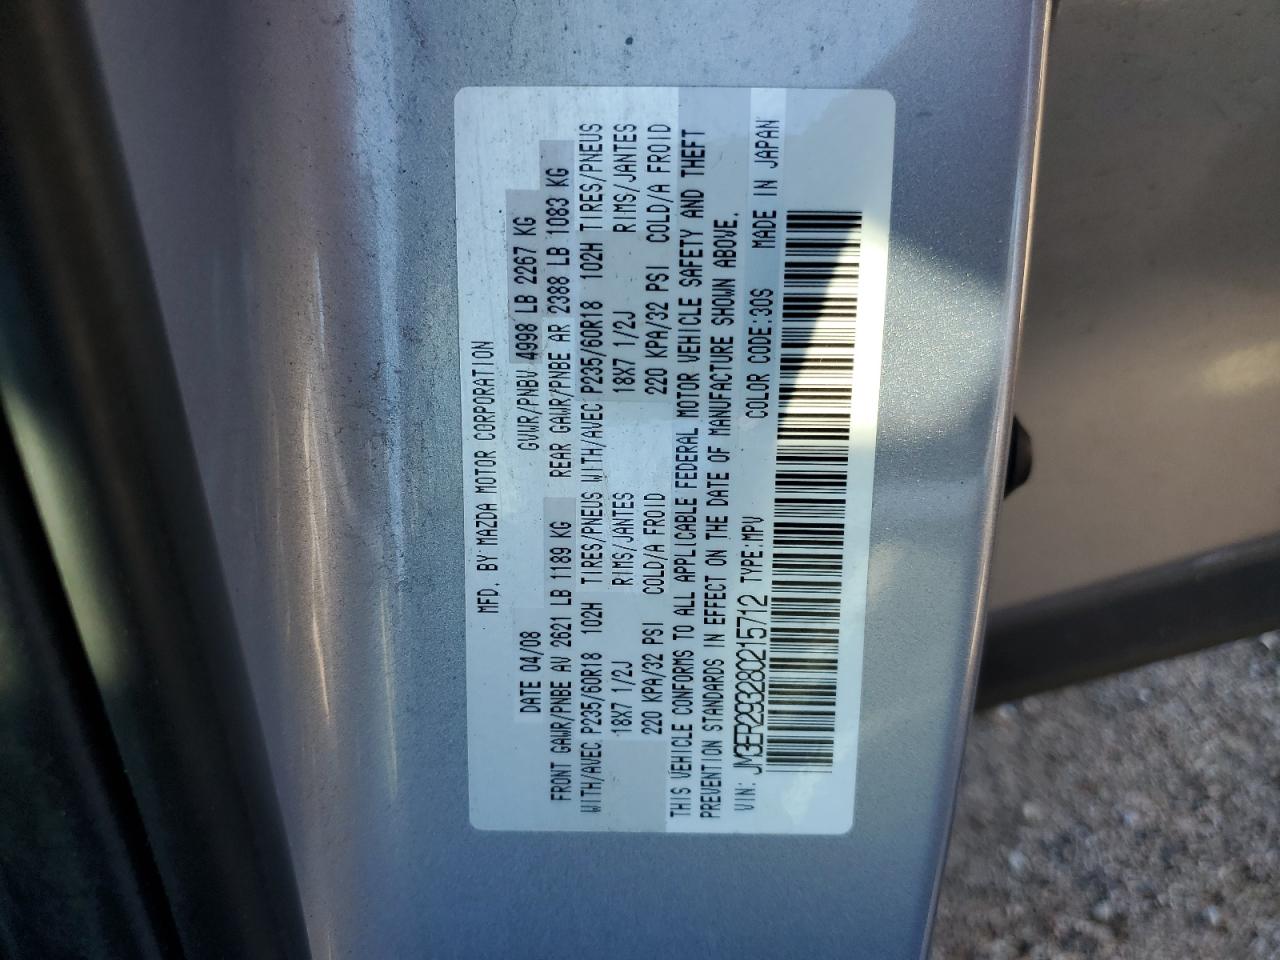 MFD. BY MAZDA MOTOR CORPORATION
DATE 04/08 GVWR/PNBV 4998 LB 2267 KG
FRONT GAWR/PNBE AV 2621 LB 1189 KG REAR GAWR/PNBE AR 2388 LB 1083 KG
WITH/AVEC P235/60R18 102H TIRES/PNEUS WITH/AVEC P235/60R18 102H TIRES/PNEUS
18X7 1/2J RIMS/JANTES 18X7 1/2J RIMS/JANTES
220 KPA/32 PSI COLD/A FROID 220 KPA/32 PSI COLD/A FROID
THIS VEHICLE CONFORMS TO ALL APPLICABLE FEDERAL MOTOR VEHICLE SAFETY AND THEFT
PREVENTION STANDARDS IN EFFECT ON THE DATE OF MANUFACTURE SHOWN ABOVE.
VIN: JM3ER293280215712 TYPE:MPV COLOR CODE:30S MADE IN JAPAN